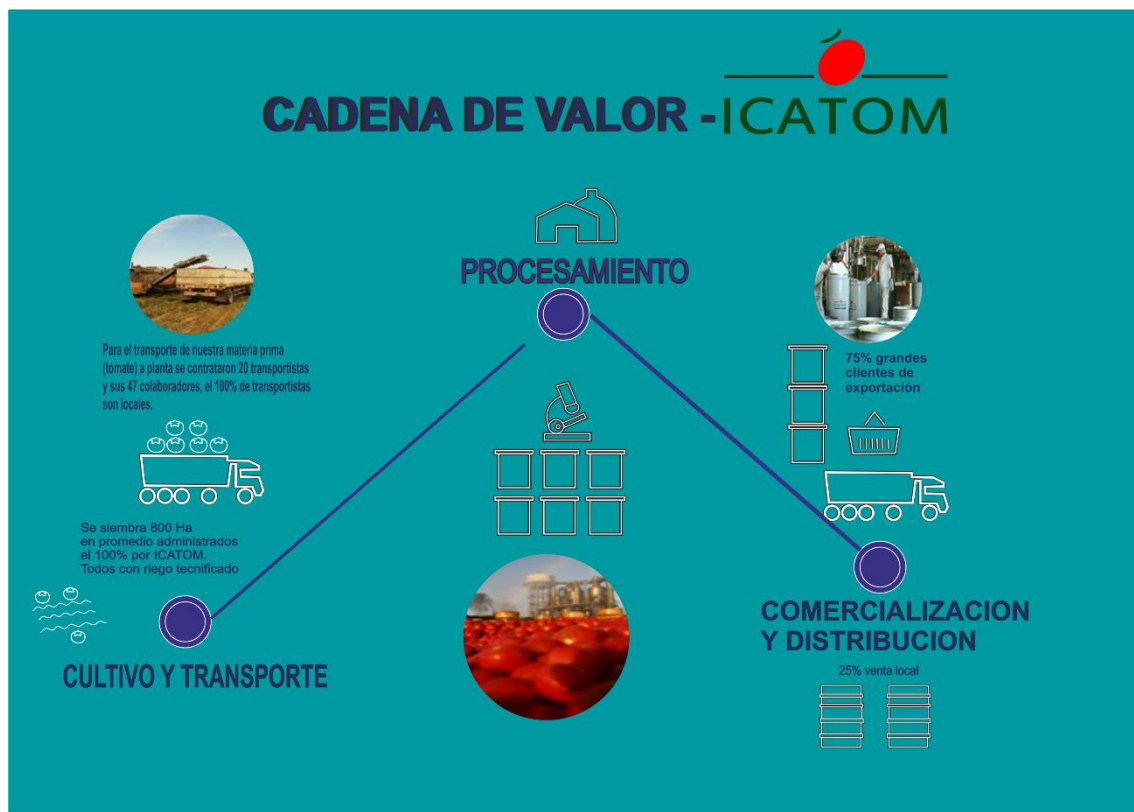 CADENA DE VALOR - ICATOM
PROCESAMIENTO
Para el transporte de nuestra materia prima
(tomate) a planta se contrataron 20 transportistas
y sus 47 colaboradores, el 100% de transportistas
son locales.
75% grandes
clientes de
exportación
Se siembra 800 Ha
en promedio administrados
el 100% por ICATOM.
Todos con riego tecnificado
CULTIVO Y TRANSPORTE
COMERCIALIZACION
Y DISTRIBUCION
25% venta local